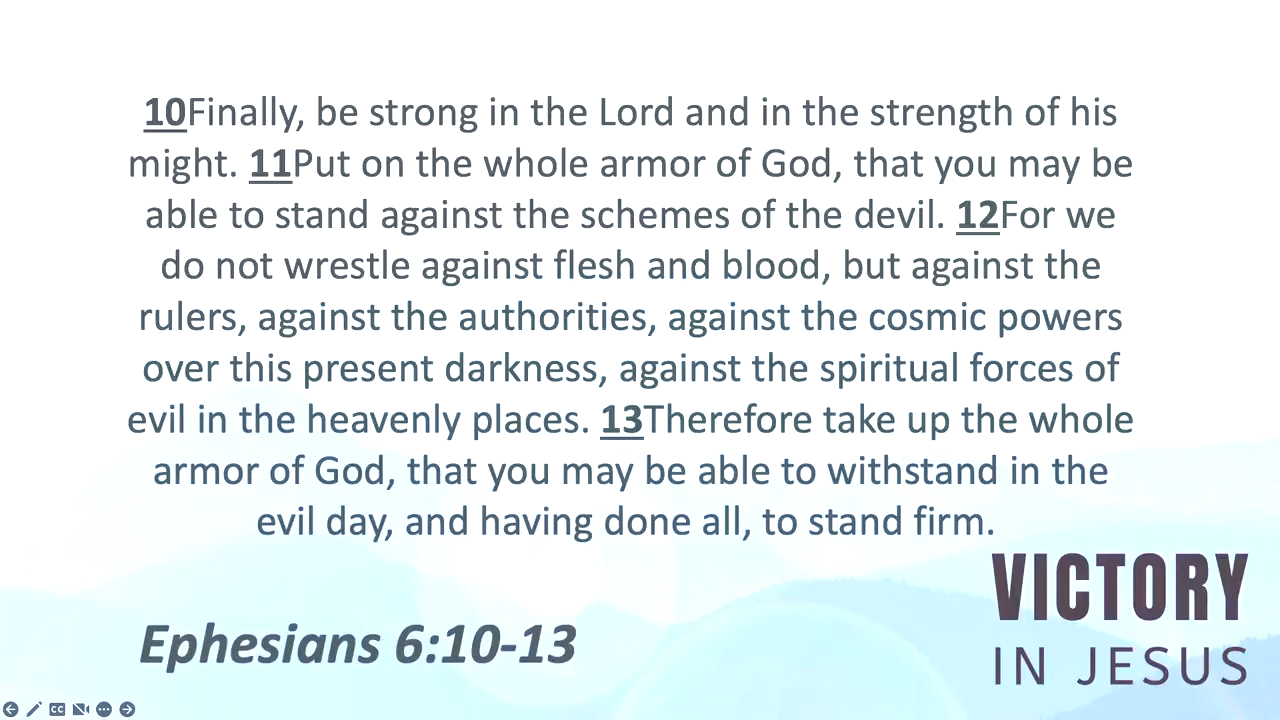 10Finally, be strong in the Lord and in the strength of his
might. 11Put on the whole armor of God, that you may be
able to stand against the schemes of the devil. 12For we
do not wrestle against flesh and blood, but against the
rulers, against the authorities, against the cosmic powers
over this present darkness, against the spiritual forces of
evil in the heavenly places. 13Therefore take up the whole
armor of God, that you may be able to withstand in the
evil day, and having done all, to stand firm.
VICTORY
IN JESUS
Ephesians 6:10-13
CC